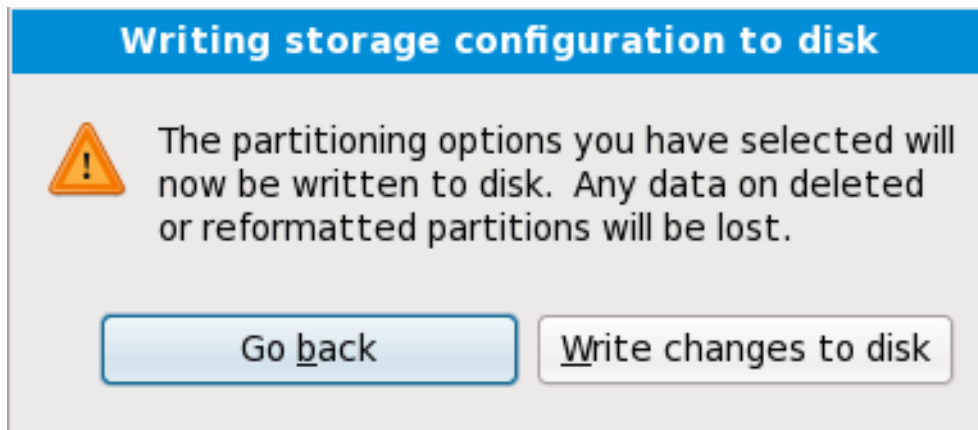 Writing storage configuration to disk
The partitioning options you have selected will
now be written to disk.  Any data on deleted
or reformatted partitions will be lost.
Go back
Write changes to disk